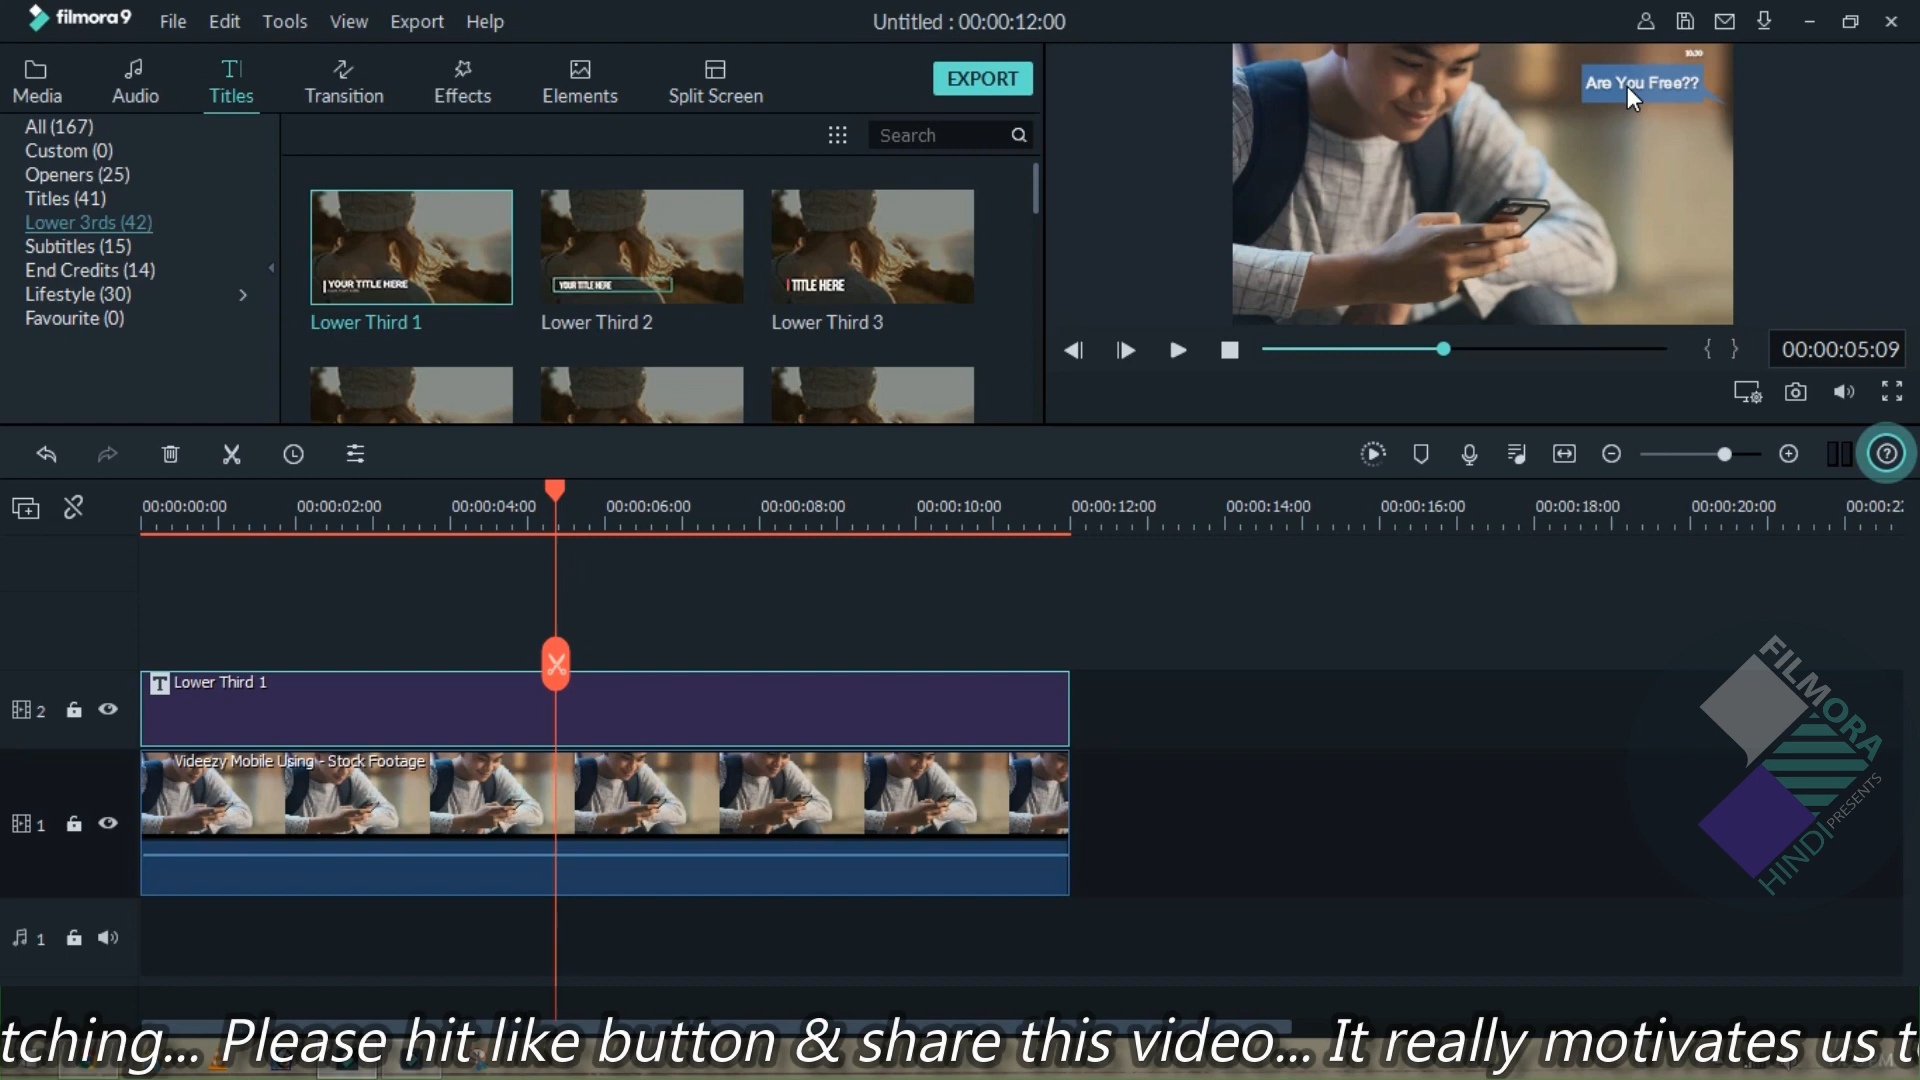 filmora9 File Edit Tools View Export Help Untitled : 00:00:12:00
Media Audio Titles Transition Effects Elements Split Screen EXPORT
All (167)
Custom (0)
Openers (25)
Titles (41)
Lower 3rds (42)
Subtitles (15)
End Credits (14)
Lifestyle (30)
Favourite (0)
Search
YOUR TITLE HERE
YOUR TITLE HERE
TITLE HERE
Lower Third 1 Lower Third 2 Lower Third 3
10:30
Are You Free??
00:00:05:09
00:00:00:00 00:00:02:00 00:00:04:00 00:00:06:00 00:00:08:00 00:00:10:00 00:00:12:00 00:00:14:00 00:00:16:00 00:00:18:00 00:00:20:00 00:00:2
2
T Lower Third 1
1
Videezy Mobile Using - Stock Footage
1
FILMORA
HINDI
PRESENTS
tching... Please hit like button & share this video... It really motivates us t